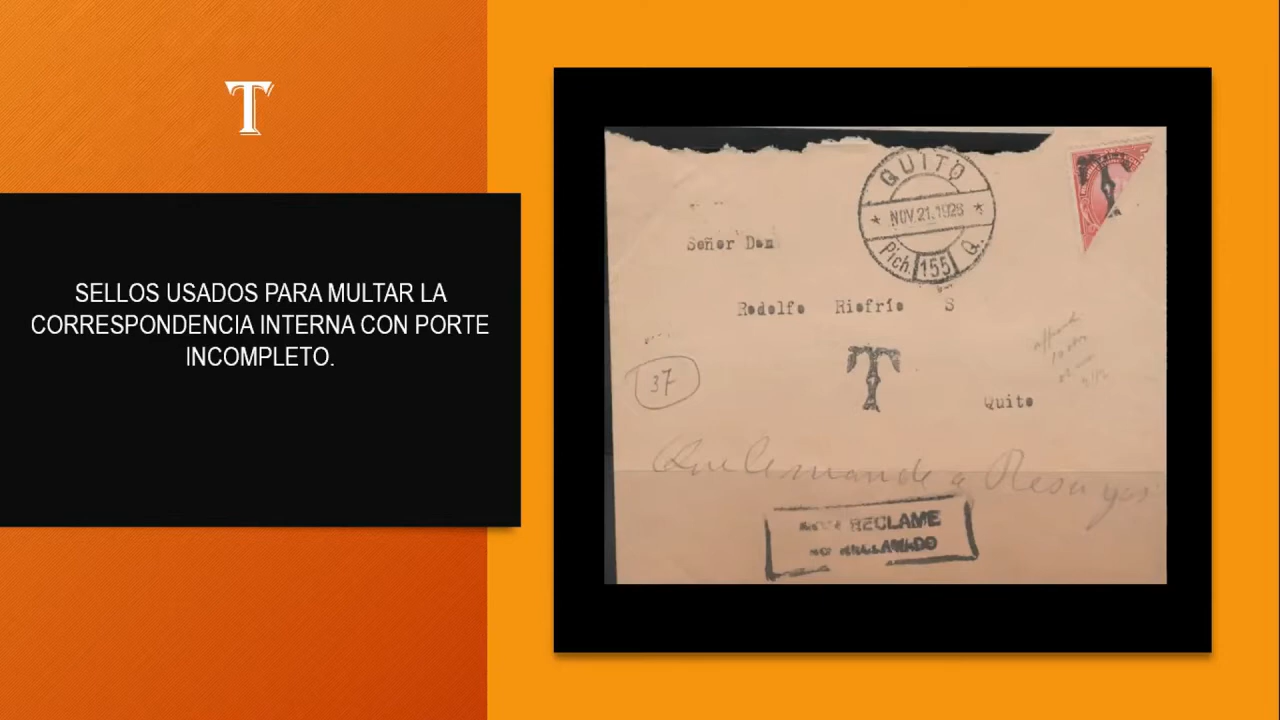 T
SELLOS USADOS PARA MULTAR LA
CORRESPONDENCIA INTERNA CON PORTE
INCOMPLETO.
QUITO
NOV.21.1928
Pich. 155 Q.
T
Señor Don
Rodolfo Riofrío S
T
37
Quito
a
RECLAME